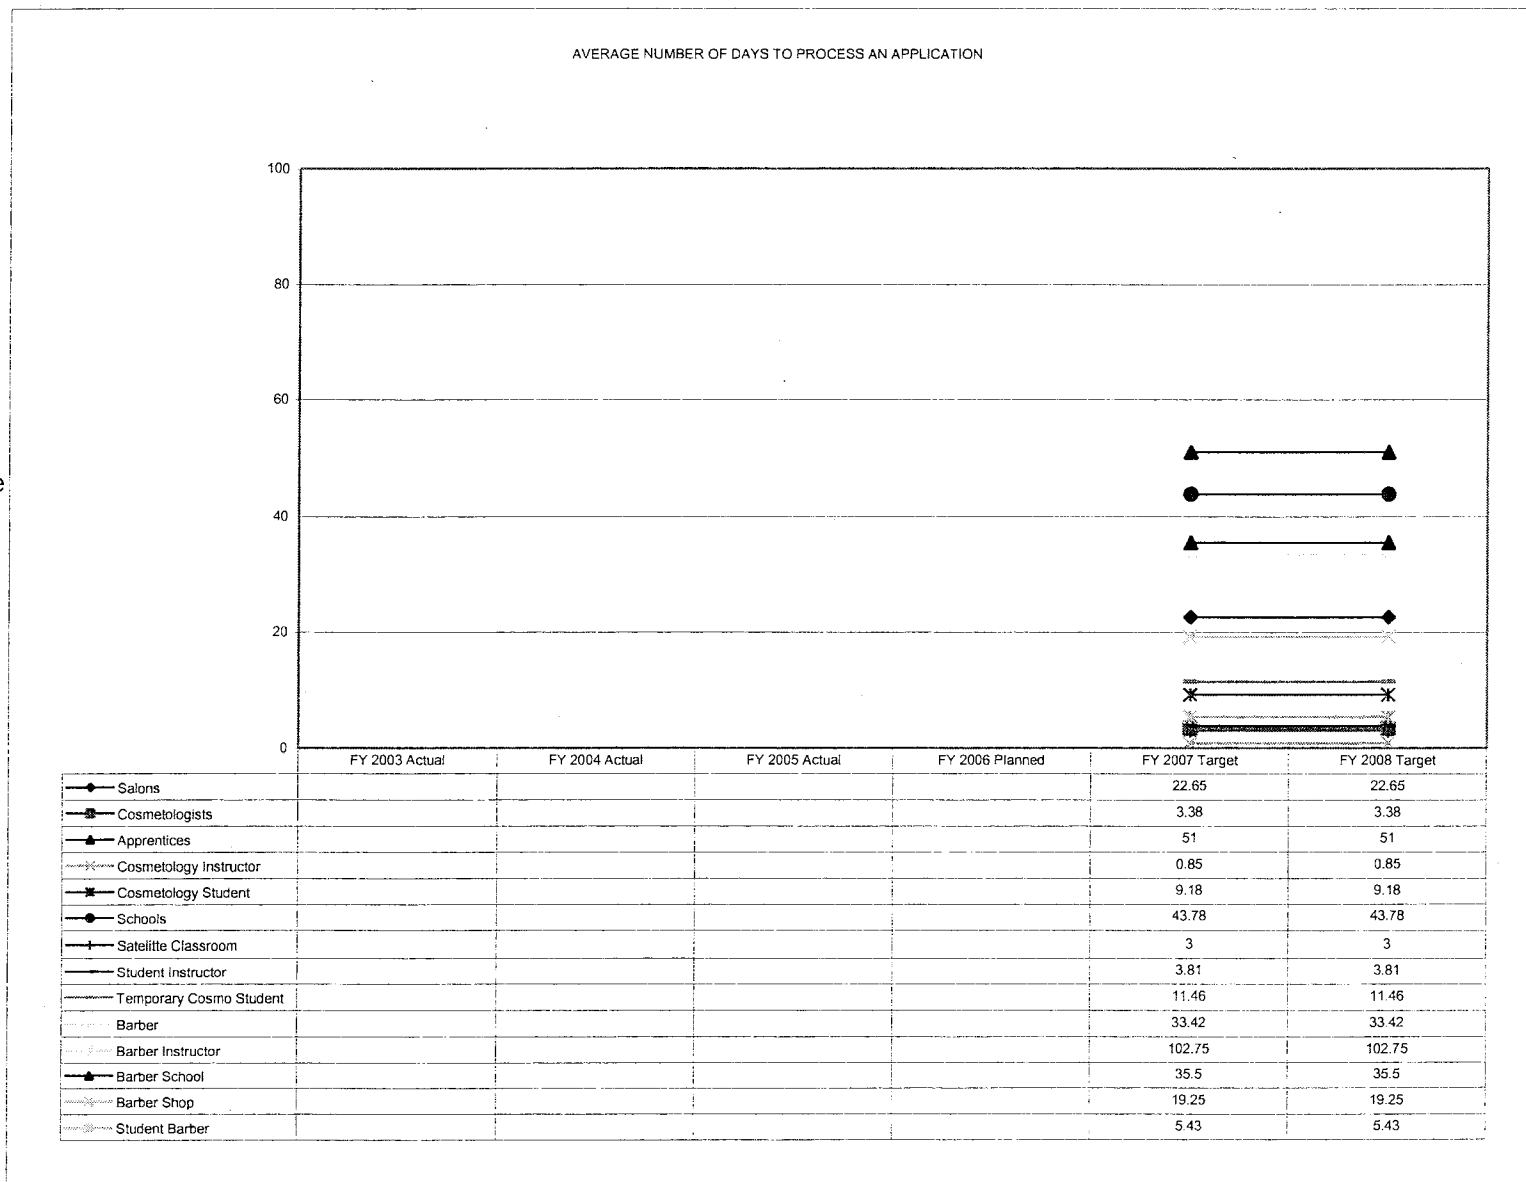 AVERAGE NUMBER OF DAYS TO PROCESS AN APPLICATION
100
80
60
e
40
20
0
FY 2003 Actual FY 2004 Actual FY 2005 Actual FY 2006 Planned FY 2007 Target FY 2008 Target
Salons 22.65 22.65
Cosmetologists 3.38 3.38
Apprentices 51 51
Cosmetology Instructor 0.85 0.85
Cosmetology Student 9.18 9.18
Schools 43.78 43.78
Satelitte Classroom 3 3
Student Instructor 3.81 3.81
Temporary Cosmo Student 11.46 11.46
Barber 33.42 33.42
Barber Instructor 102.75 102.75
Barber School 35.5 35.5
Barber Shop 19.25 19.25
Student Barber 5.43 5.43